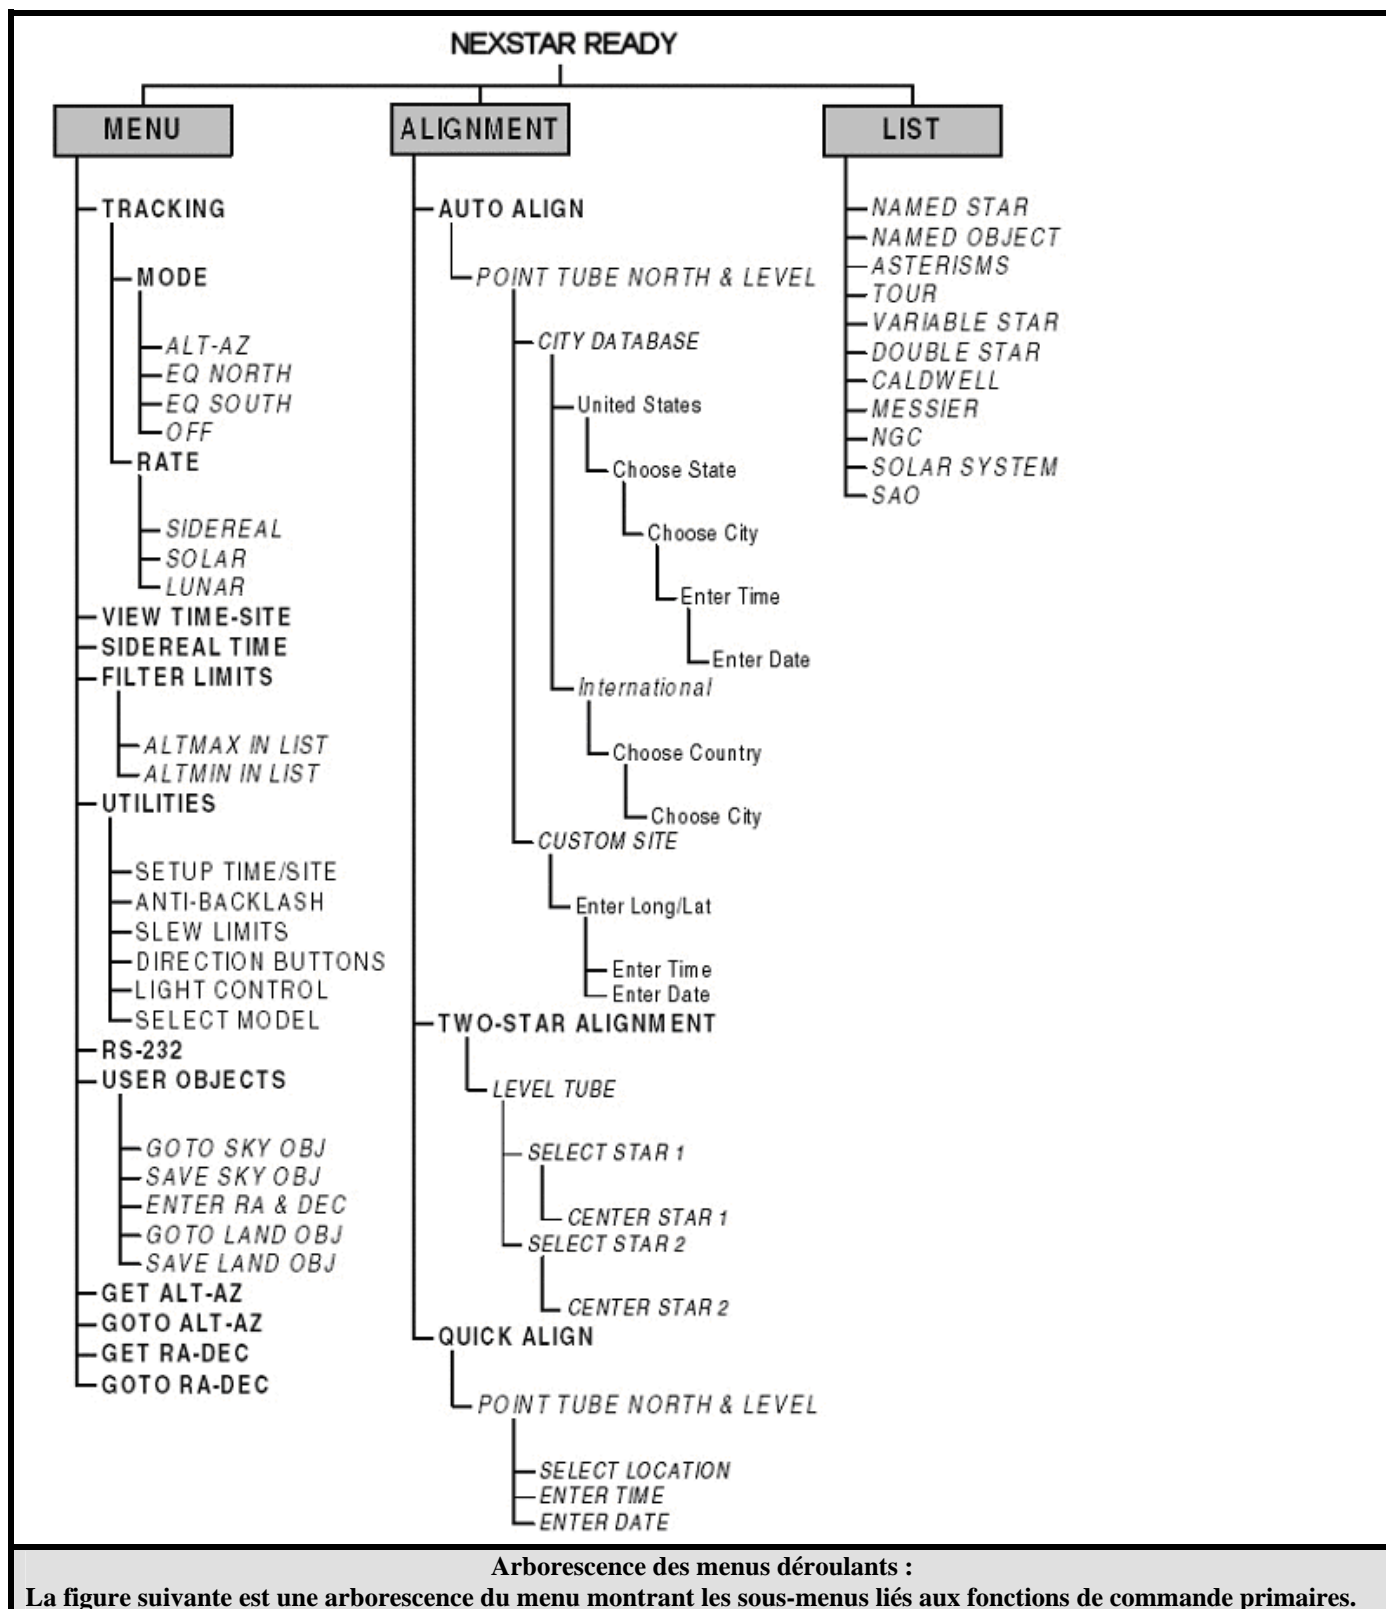 NEXSTAR READY
MENU
TRACKING
MODE
ALT-AZ
EQ NORTH
EQ SOUTH
OFF
RATE
SIDEREAL
SOLAR
LUNAR
VIEW TIME-SITE
SIDEREAL TIME
FILTER LIMITS
ALTMAX IN LIST
ALTMIN IN LIST
UTILITIES
SETUP TIME/SITE
ANTI-BACKLASH
SLEW LIMITS
DIRECTION BUTTONS
LIGHT CONTROL
SELECT MODEL
RS-232
USER OBJECTS
GOTO SKY OBJ
SAVE SKY OBJ
ENTER RA & DEC
GOTO LAND OBJ
SAVE LAND OBJ
GET ALT-AZ
GOTO ALT-AZ
GET RA-DEC
GOTO RA-DEC
ALIGNMENT
AUTO ALIGN
POINT TUBE NORTH & LEVEL
CITY DATABASE
United States
Choose State
Choose City
Enter Time
Enter Date
International
Choose Country
Choose City
CUSTOM SITE
Enter Long/Lat
Enter Time
Enter Date
TWO-STAR ALIGNMENT
LEVEL TUBE
SELECT STAR 1
CENTER STAR 1
SELECT STAR 2
CENTER STAR 2
QUICK ALIGN
POINT TUBE NORTH & LEVEL
SELECT LOCATION
ENTER TIME
ENTER DATE
LIST
NAMED STAR
NAMED OBJECT
ASTERISMS
TOUR
VARIABLE STAR
DOUBLE STAR
CALDWELL
MESSIER
NGC
SOLAR SYSTEM
SAO
Arborescence des menus déroulants :
La figure suivante est une arborescence du menu montrant les sous-menus liés aux fonctions de commande primaires.